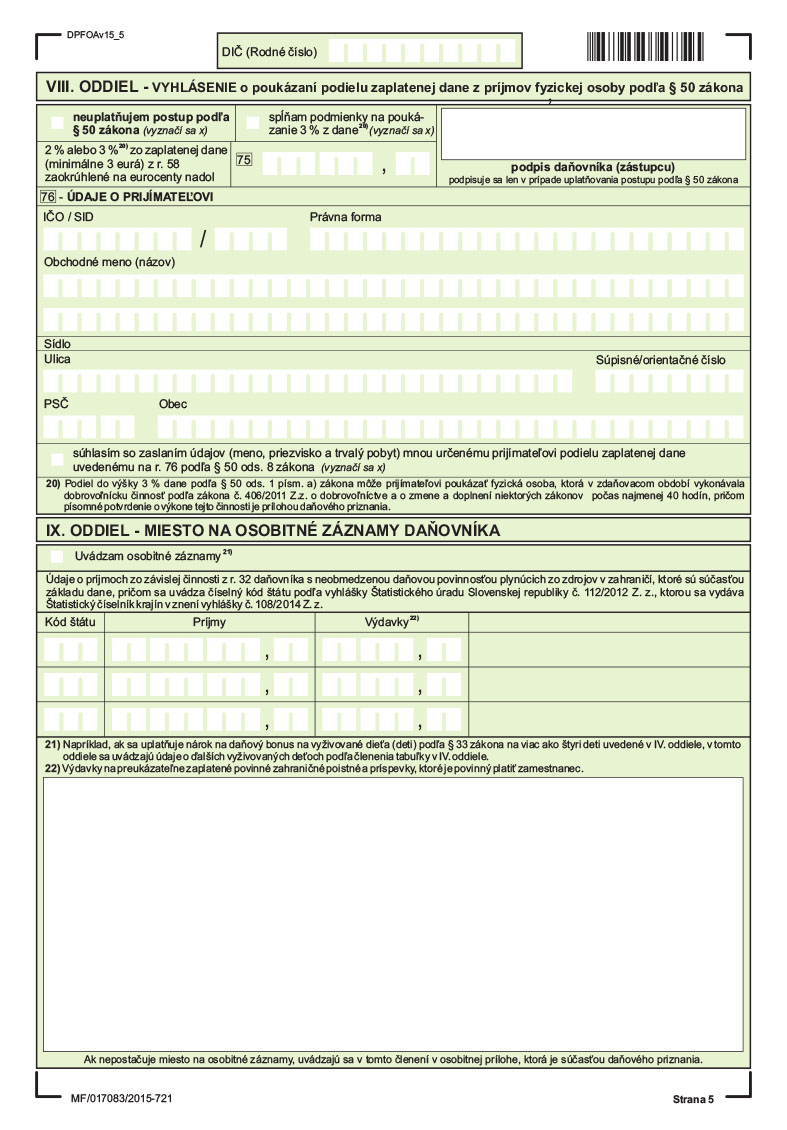 DPFOAv15_5
DIČ (Rodné číslo)
VIII. ODDIEL - VYHLÁSENIE o poukázaní podielu zaplatenej dane z príjmov fyzickej osoby podľa § 50 zákona
neuplatňujem postup podľa
§ 50 zákona (vyznačí sa x)
spĺňam podmienky na pouká-
zanie 3 % z dane20) (vyznačí sa x)
2 % alebo 3 %20) zo zaplatenej dane
(minimálne 3 eurá) z r. 58
zaokrúhlené na eurocenty nadol
75
,
podpis daňovníka (zástupcu)
podpisuje sa len v prípade uplatňovania postupu podľa § 50 zákona
76 - ÚDAJE O PRIJÍMATEĽOVI
IČO / SID
Právna forma
/
Obchodné meno (názov)
Sídlo
Ulica
Súpisné/orientačné číslo
PSČ
Obec
súhlasím so zaslaním údajov (meno, priezvisko a trvalý pobyt) mnou určenému prijímateľovi podielu zaplatenej dane
uvedenému na r. 76 podľa § 50 ods. 8 zákona (vyznačí sa x)
20) Podiel do výšky 3 % dane podľa § 50 ods. 1 písm. a) zákona môže prijímateľovi poukázať fyzická osoba, ktorá v zdaňovacom období vykonávala
dobrovoľnícku činnosť podľa zákona č. 406/2011 Z.z. o dobrovoľníctve a o zmene a doplnení niektorých zákonov počas najmenej 40 hodín, pričom
písomné potvrdenie o výkone tejto činnosti je prílohou daňového priznania.
IX. ODDIEL - MIESTO NA OSOBITNÉ ZÁZNAMY DAŇOVNÍKA
Uvádzam osobitné záznamy 21)
Údaje o príjmoch zo závislej činnosti z r. 32 daňovníka s neobmedzenou daňovou povinnosťou plynúcich zo zdrojov v zahraničí, ktoré sú súčasťou
základu dane, pričom sa uvádza číselný kód štátu podľa vyhlášky Štatistického úradu Slovenskej republiky č. 112/2012 Z. z., ktorou sa vydáva
Štatistický číselník krajín v znení vyhlášky č. 108/2014 Z. z.
Kód štátu
Príjmy
Výdavky22)
, ,
, ,
, ,
21) Napríklad, ak sa uplatňuje nárok na daňový bonus na vyživované dieťa (deti) podľa § 33 zákona na viac ako štyri deti uvedené v IV. oddiele, v tomto
oddiele sa uvádzajú údaje o ďalších vyživovaných deťoch podľa členenia tabuľky v IV. oddiele.
22) Výdavky na preukázateľne zaplatené povinné zahraničné poistné a príspevky, ktoré je povinný platiť zamestnanec.
Ak nepostačuje miesto na osobitné záznamy, uvádzajú sa v tomto členení v osobitnej prílohe, ktorá je súčasťou daňového priznania.
MF/017083/2015-721
Strana 5